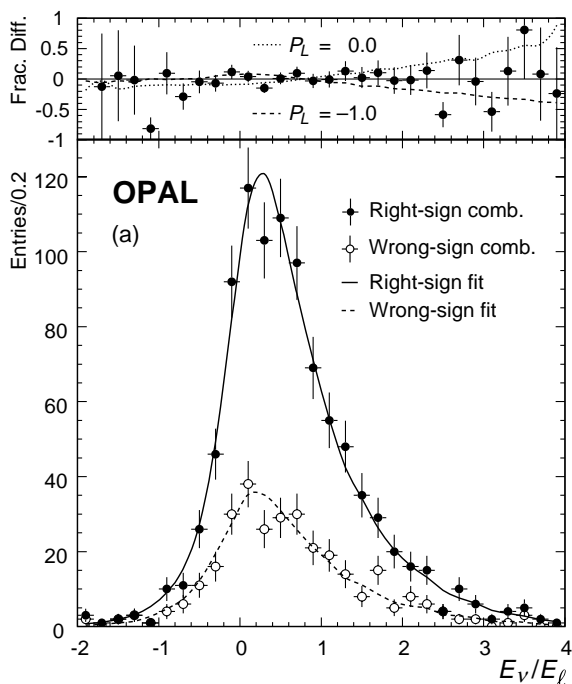 Frac. Diff.
1
0.5
0
-0.5
-1
P_L = 0.0
P_L = −1.0
Entries/0.2
120
100
80
60
40
20
0
OPAL
(a)
Right-sign comb.
Wrong-sign comb.
Right-sign fit
Wrong-sign fit
-2 -1 0 1 2 3 4
E_ν/E_ℓ